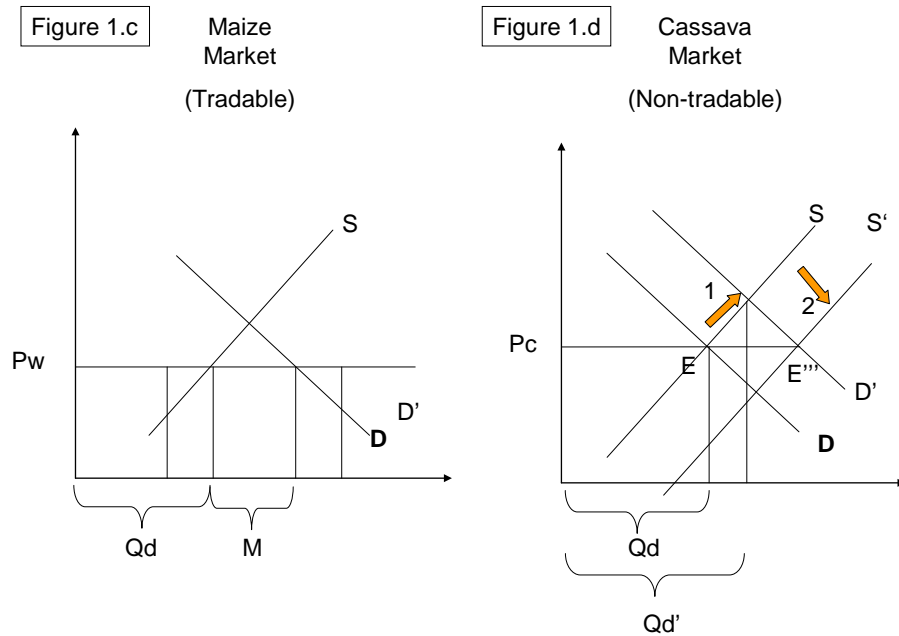 Figure 1.c
Maize
Market
(Tradable)
S
Pw
D’
D
Qd
M
Figure 1.d
Cassava
Market
(Non-tradable)
S
S‘
1
2
Pc
E
E’’’
D’
D
Qd
Qd’